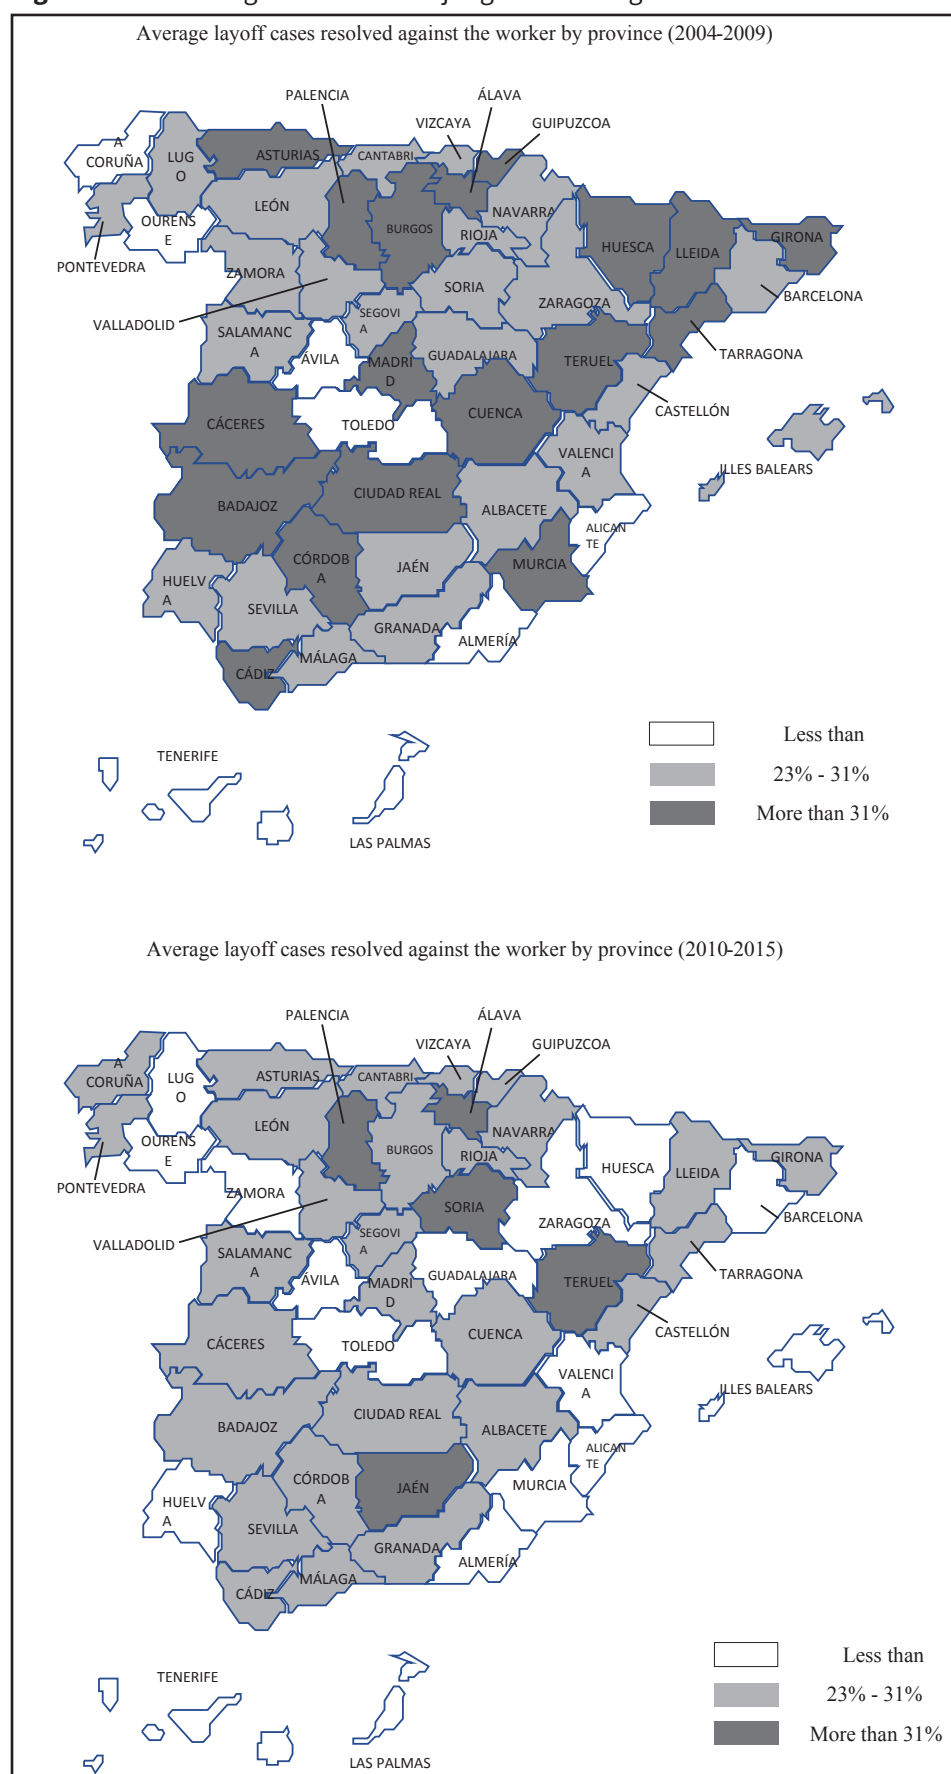 Average layoff cases resolved against the worker by province (2004-2009)
PALENCIA
ÁLAVA
VIZCAYA
GUIPUZCOA
A
CORUÑA
LUG
O
ASTURIAS
CANTABRI
LEÓN
BURGOS
NAVARRA
RIOJA
OURENS
E
PONTEVEDRA
HUESCA
LLEIDA
GIRONA
ZAMORA
SORIA
ZARAGOZA
BARCELONA
VALLADOLID
SEGOVI
A
SALAMANC
A
ÁVILA
MADRI
D
GUADALAJARA
TERUEL
TARRAGONA
CÁCERES
TOLEDO
CUENCA
CASTELLÓN
VALENCI
A
ILLES BALEARS
BADAJOZ
CIUDAD REAL
ALBACETE
ALICAN
TE
HUELV
A
CÓRDOB
A
JAÉN
MURCIA
SEVILLA
GRANADA
ALMERÍA
CÁDIZ
MÁLAGA
TENERIFE
LAS PALMAS
Less than
23% - 31%
More than 31%
Average layoff cases resolved against the worker by province (2010-2015)
PALENCIA
ÁLAVA
VIZCAYA
GUIPUZCOA
A
CORUÑA
LUG
O
ASTURIAS
CANTABRI
LEÓN
BURGOS
NAVARRA
RIOJA
OURENS
E
PONTEVEDRA
HUESCA
LLEIDA
GIRONA
ZAMORA
SORIA
ZARAGOZA
BARCELONA
VALLADOLID
SEGOVI
A
SALAMANC
A
ÁVILA
MADRI
D
GUADALAJARA
TERUEL
TARRAGONA
CÁCERES
TOLEDO
CUENCA
CASTELLÓN
VALENCI
A
ILLES BALEARS
BADAJOZ
CIUDAD REAL
ALBACETE
ALICAN
TE
HUELV
A
CÓRDOB
A
JAÉN
MURCIA
SEVILLA
GRANADA
ALMERÍA
CÁDIZ
MÁLAGA
TENERIFE
LAS PALMAS
Less than
23% - 31%
More than 31%